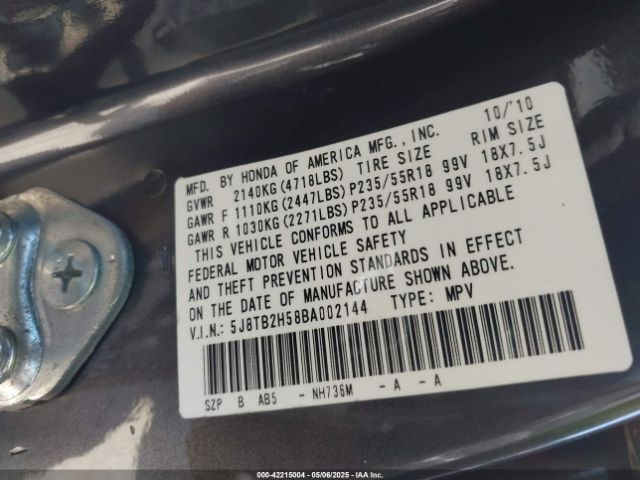 MFD. BY HONDA OF AMERICA MFG., INC. 10/'10
GVWR 2140KG(4718LBS) TIRE SIZE RIM SIZE
GAWR F 1110KG(2447LBS) P235/55R18 99V 18X7.5J
GAWR R 1030KG(2271LBS) P235/55R18 99V 18X7.5J
THIS VEHICLE CONFORMS TO ALL APPLICABLE
FEDERAL MOTOR VEHICLE SAFETY
AND THEFT PREVENTION STANDARDS IN EFFECT
ON THE DATE OF MANUFACTURE SHOWN ABOVE.
V.I.N.: 5J8TB2H58BA002144 TYPE: MPV
SZP B AB5 - NH736M - A - A
000-42215004 | 05/06/2025 | IAA Inc.